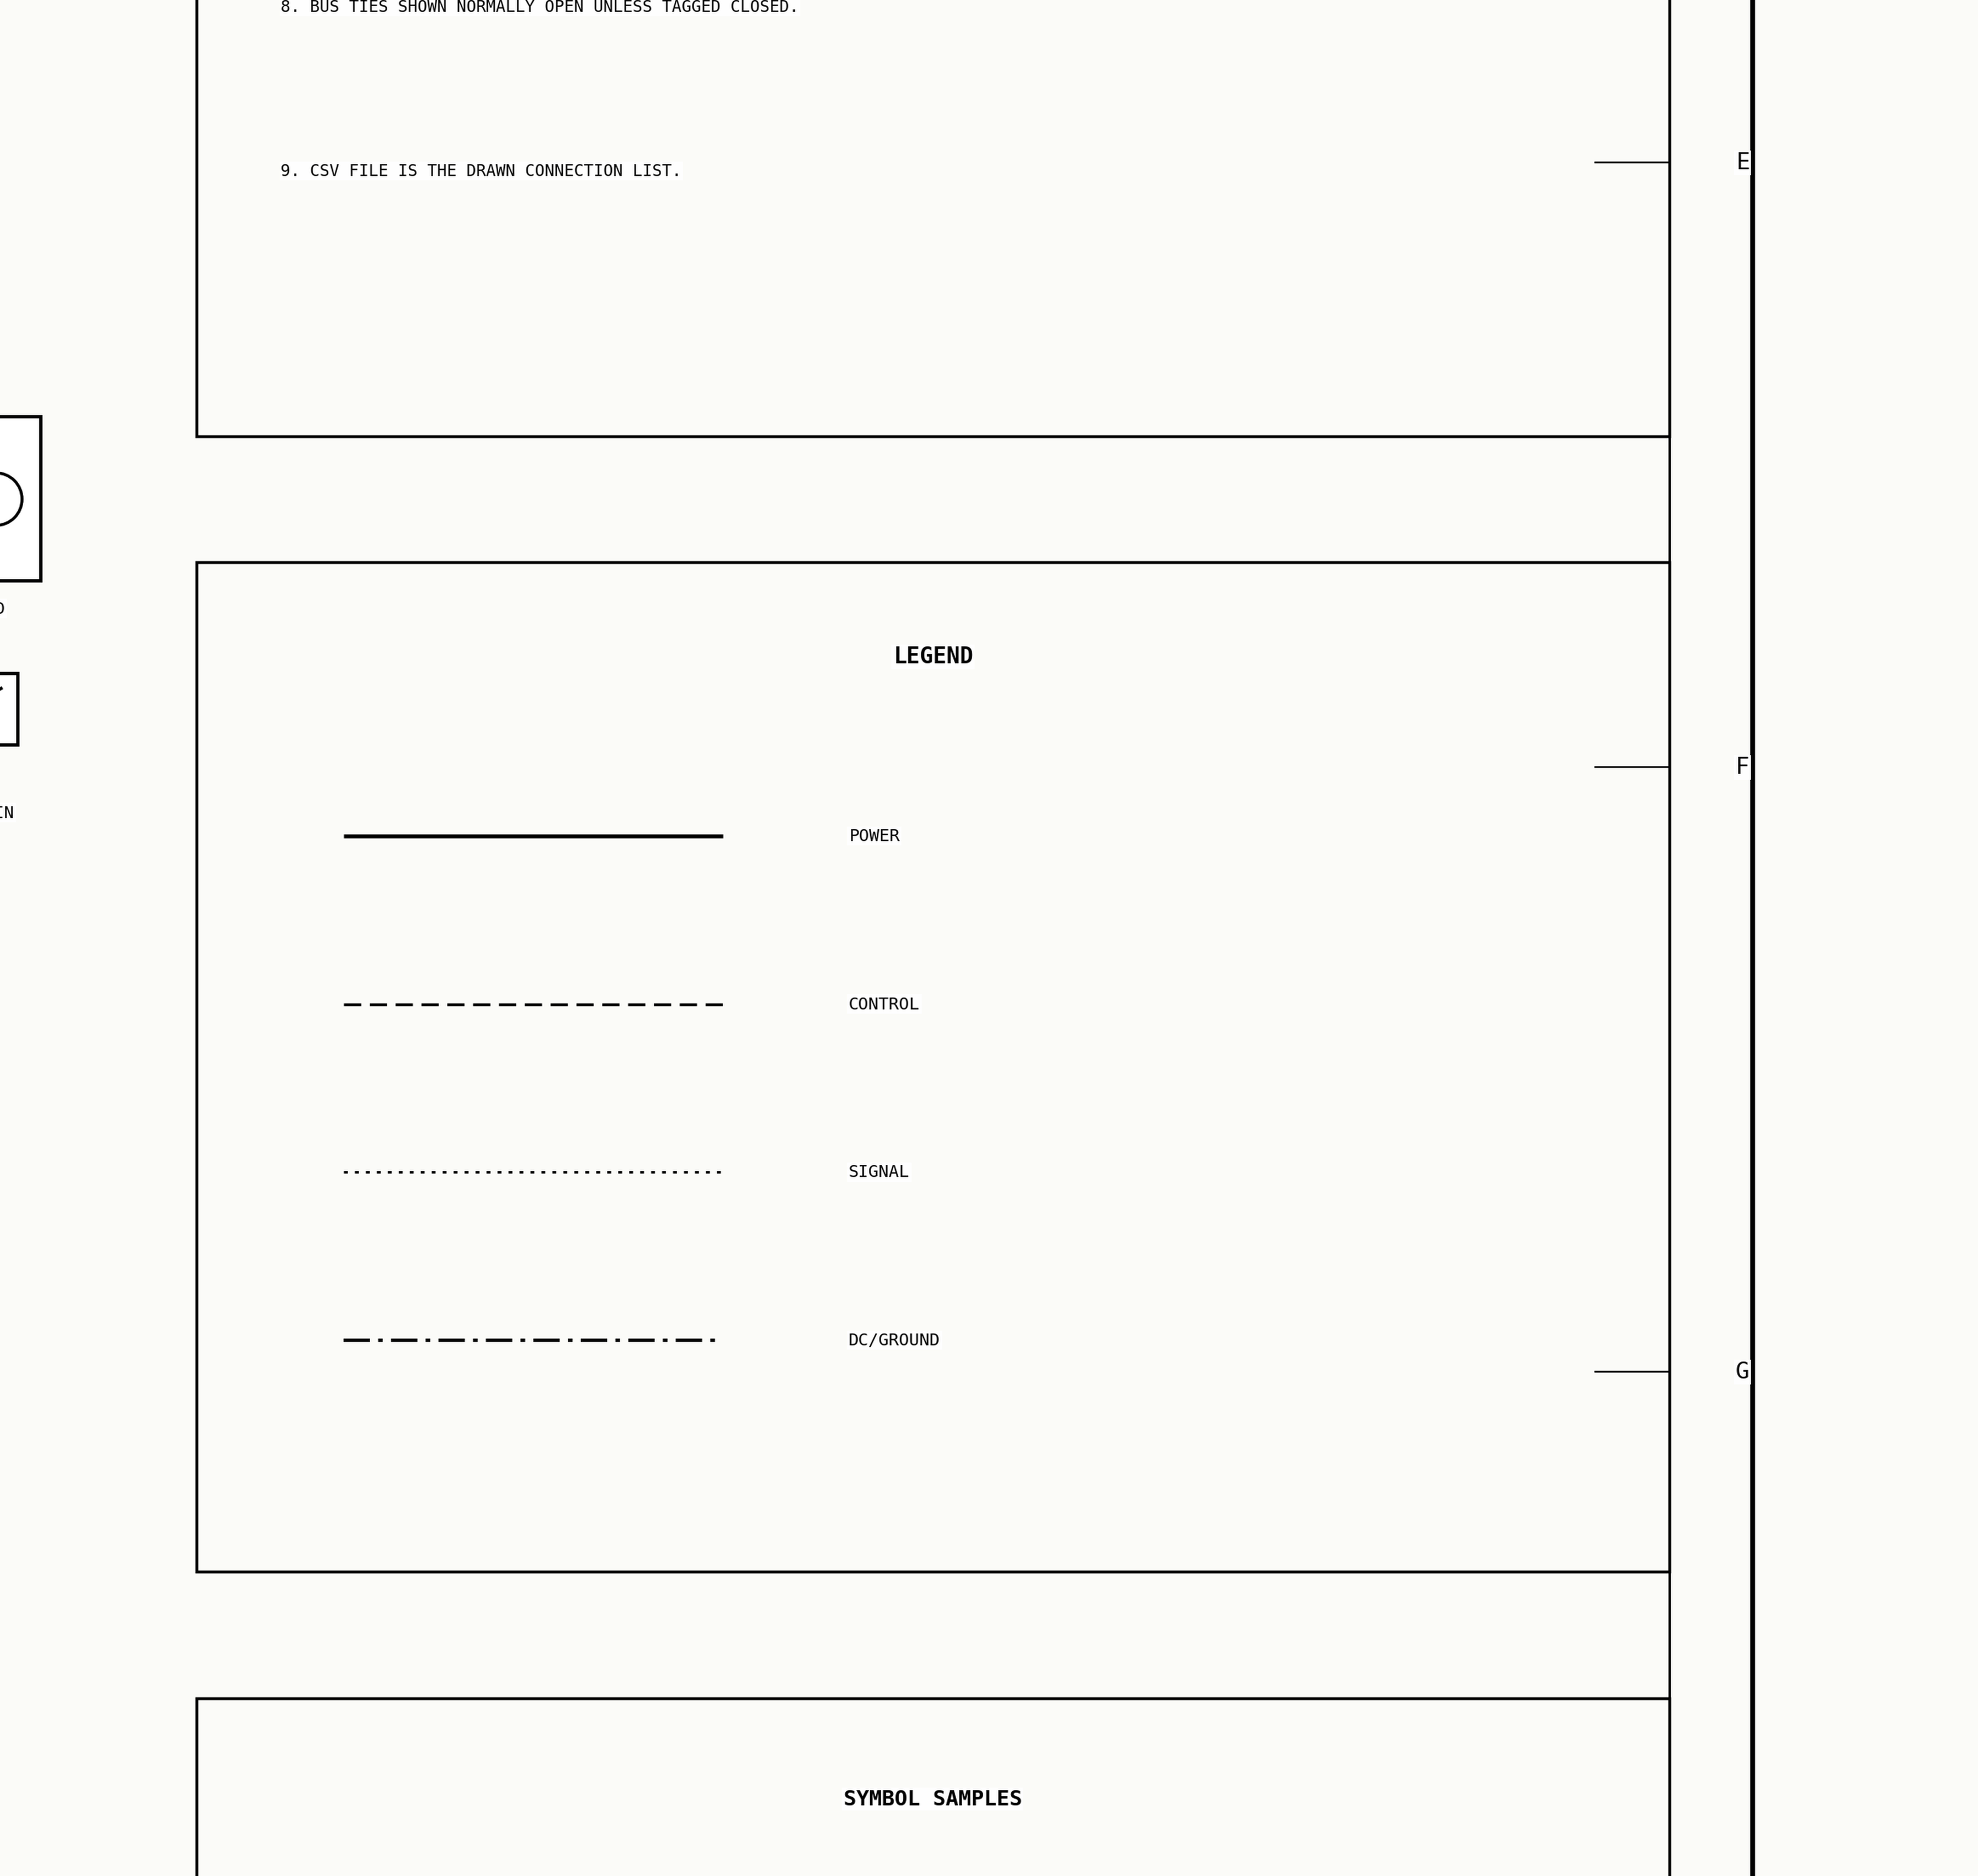 8. BUS TIES SHOWN NORMALLY OPEN UNLESS TAGGED CLOSED.
9. CSV FILE IS THE DRAWN CONNECTION LIST.
E
LEGEND
F
POWER
IN
CONTROL
SIGNAL
DC/GROUND
G
SYMBOL SAMPLES